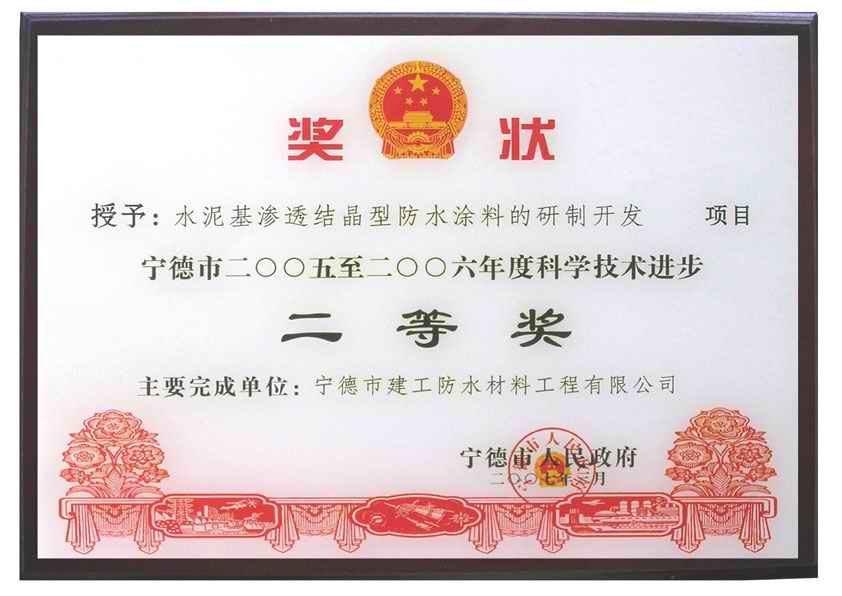 奖 状
授予：水泥基渗透结晶型防水涂料的研制开发 项目
宁德市二〇〇五至二〇〇六年度科学技术进步
二 等 奖
主要完成单位：宁德市建工防水材料工程有限公司
宁德市人民政府
二〇〇七年 月